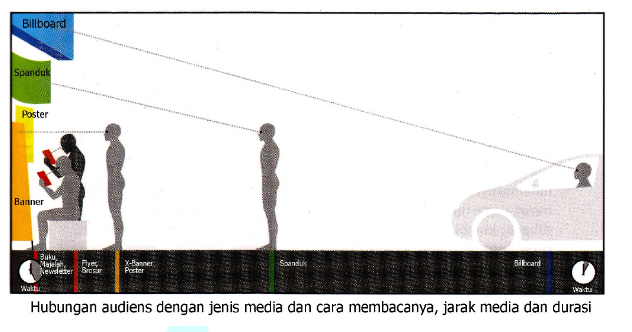 Billboard
Spanduk
Poster
Banner
Buku,
Majalah,
Newsletter
Flyer,
Brosur
X-Banner,
Poster
Spanduk
Billboard
Waktu
Waktu
Hubungan audiens dengan jenis media dan cara membacanya, jarak media dan durasi